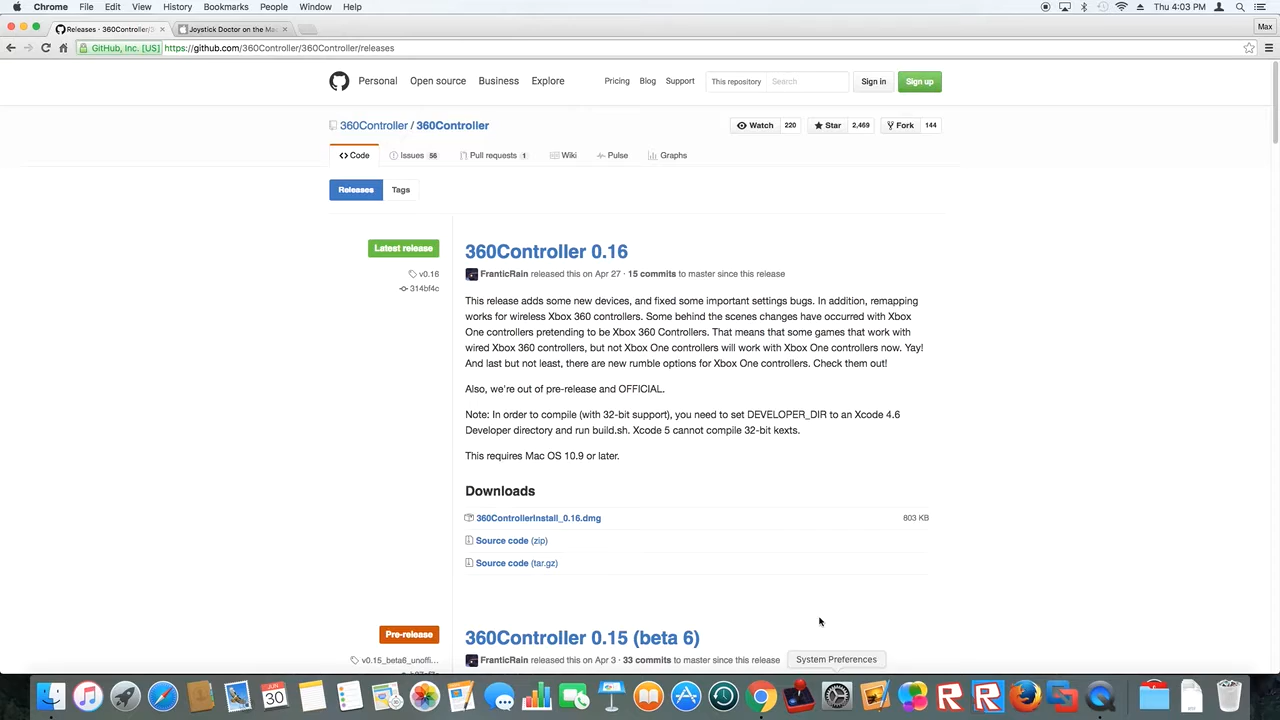 Chrome File Edit View History Bookmarks People Window Help Thu 4:03 PM
Releases · 360Controller/3 Joystick Doctor on the Ma Max
GitHub, Inc. [US] https://github.com/360Controller/360Controller/releases
Personal Open source Business Explore Pricing Blog Support This repository Search Sign in Sign up
360Controller / 360Controller Watch 220 Star 2,469 Fork 144
Code Issues 56 Pull requests 1 Wiki Pulse Graphs
Releases Tags
Latest release
v0.16
314bf4c
360Controller 0.16
FranticRain released this on Apr 27 · 15 commits to master since this release
This release adds some new devices, and fixed some important settings bugs. In addition, remapping
works for wireless Xbox 360 controllers. Some behind the scenes changes have occurred with Xbox
One controllers pretending to be Xbox 360 Controllers. That means that some games that work with
wired Xbox 360 controllers, but not Xbox One controllers will work with Xbox One controllers now. Yay!
And last but not least, there are new rumble options for Xbox One controllers. Check them out!
Also, we're out of pre-release and OFFICIAL.
Note: In order to compile (with 32-bit support), you need to set DEVELOPER_DIR to an Xcode 4.6
Developer directory and run build.sh. Xcode 5 cannot compile 32-bit kexts.
This requires Mac OS 10.9 or later.
Downloads
360ControllerInstall_0.16.dmg 603 KB
Source code (zip)
Source code (tar.gz)
Pre-release
v0.15_beta6_unoffi...
360Controller 0.15 (beta 6)
FranticRain released this on Apr 3 · 33 commits to master since this release
System Preferences
JUN
30